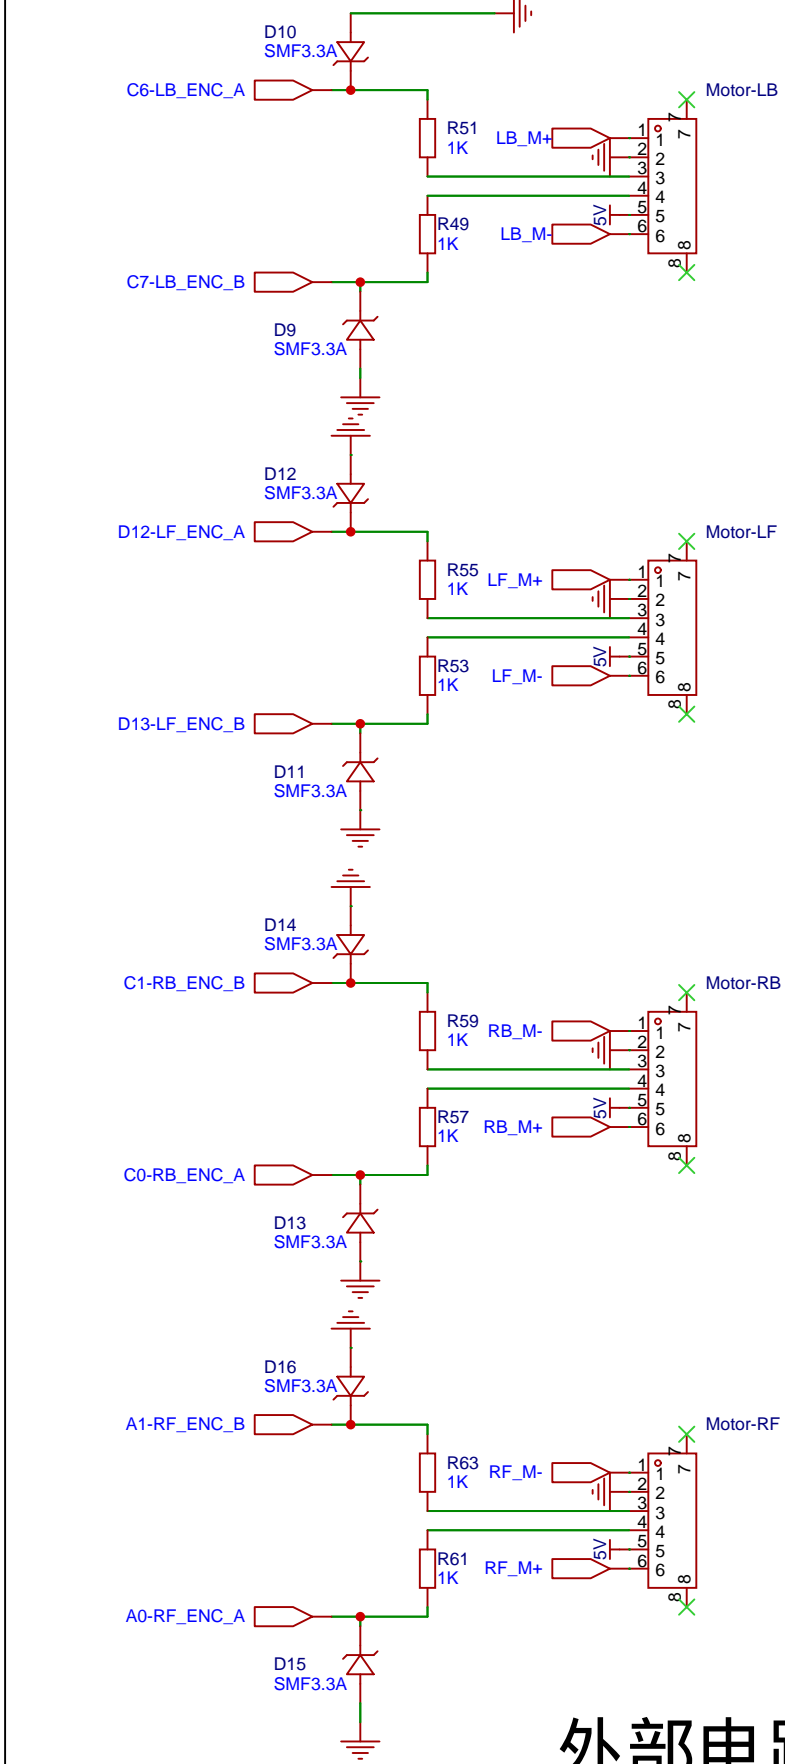 D10
SMF3.3A
C6-LB_ENC_A
Motor-LB
R51
1K
LB_M+
1 1
2 2
3 3
4 4
5V 5 5
6 6
7 7
8 8
R49
1K
LB_M-
C7-LB_ENC_B
D9
SMF3.3A
D12
SMF3.3A
D12-LF_ENC_A
Motor-LF
R55
1K
LF_M+
1 1
2 2
3 3
4 4
5V 5 5
6 6
7 7
8 8
R53
1K
LF_M-
D13-LF_ENC_B
D11
SMF3.3A
D14
SMF3.3A
C1-RB_ENC_B
Motor-RB
R59
1K
RB_M-
1 1
2 2
3 3
4 4
5V 5 5
6 6
7 7
8 8
R57
1K
RB_M+
C0-RB_ENC_A
D13
SMF3.3A
D16
SMF3.3A
A1-RF_ENC_B
Motor-RF
R63
1K
RF_M-
1 1
2 2
3 3
4 4
5V 5 5
6 6
7 7
8 8
R61
1K
RF_M+
A0-RF_ENC_A
D15
SMF3.3A
外部电